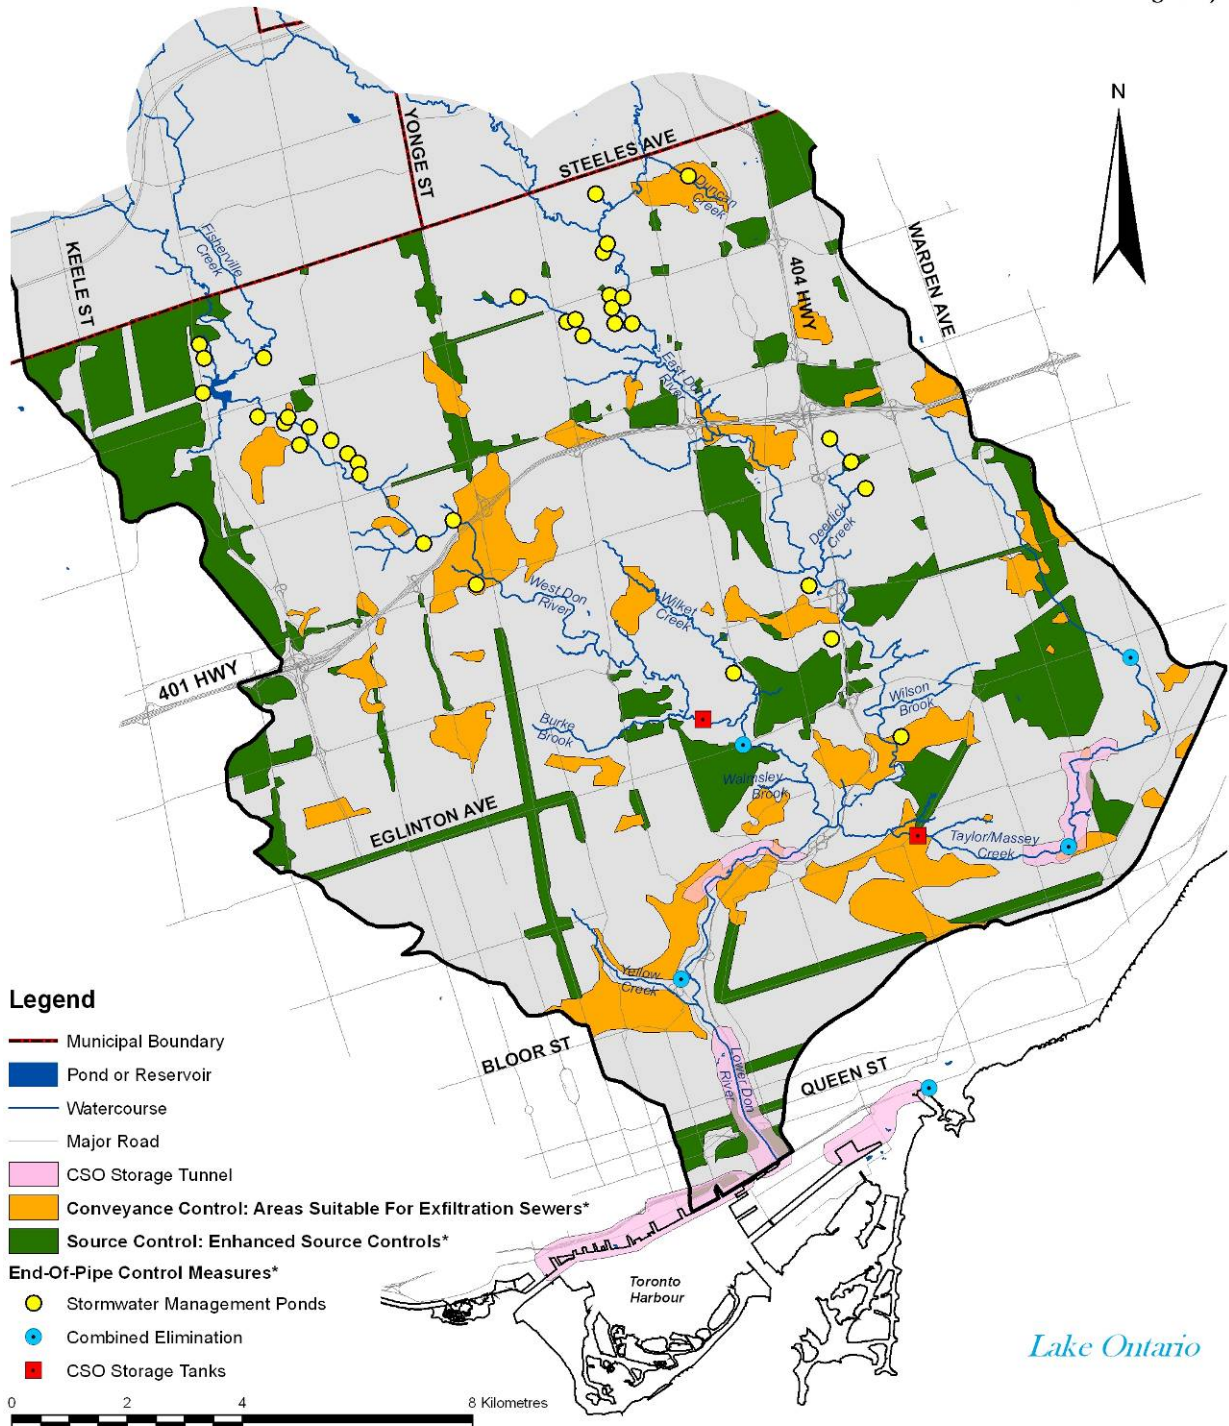 N
YONGE ST
STEELES AVE
Duncan
Creek
KEELE ST
Fisherville
Creek
404 HWY
WARDEN AVE
East Don
River
Deerlick
Creek
West Don
River
Wilket
Creek
401 HWY
Burke
Brook
Wilson
Brook
Walmsley
Brook
EGLINTON AVE
Taylor/Massey
Creek
Yellow
Creek
BLOOR ST
Lower Don
River
QUEEN ST
Toronto
Harbour
Lake Ontario
Legend
Municipal Boundary
Pond or Reservoir
Watercourse
Major Road
CSO Storage Tunnel
Conveyance Control: Areas Suitable For Exfiltration Sewers*
Source Control: Enhanced Source Controls*
End-Of-Pipe Control Measures*
Stormwater Management Ponds
Combined Elimination
CSO Storage Tanks
0 2 4 8 Kilometres